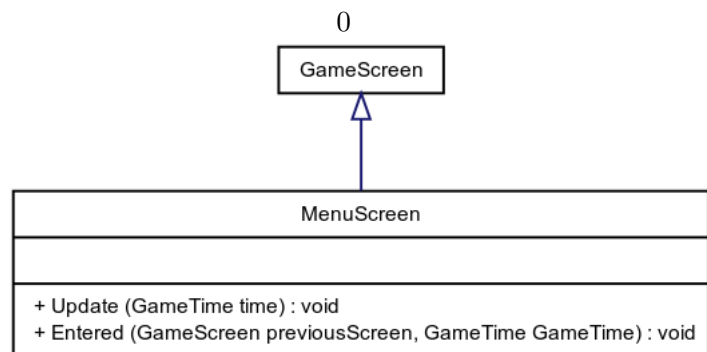 0
GameScreen
MenuScreen
+ Update (GameTime time) : void
+ Entered (GameScreen previousScreen, GameTime GameTime) : void